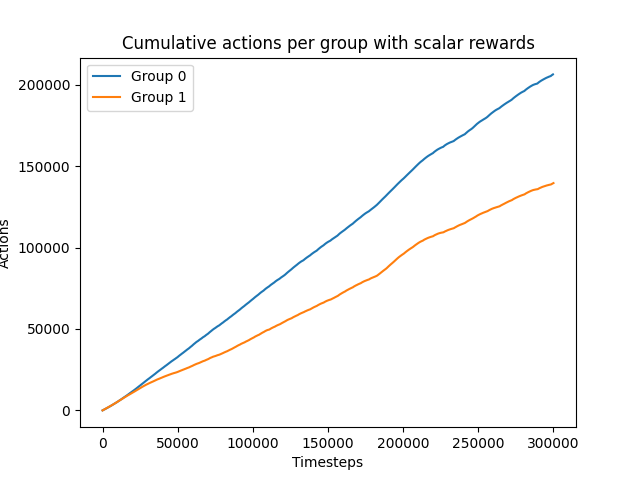 Cumulative actions per group with scalar rewards
Group 0
Group 1
200000
150000
100000
50000
0
Actions
0 50000 100000 150000 200000 250000 300000
Timesteps